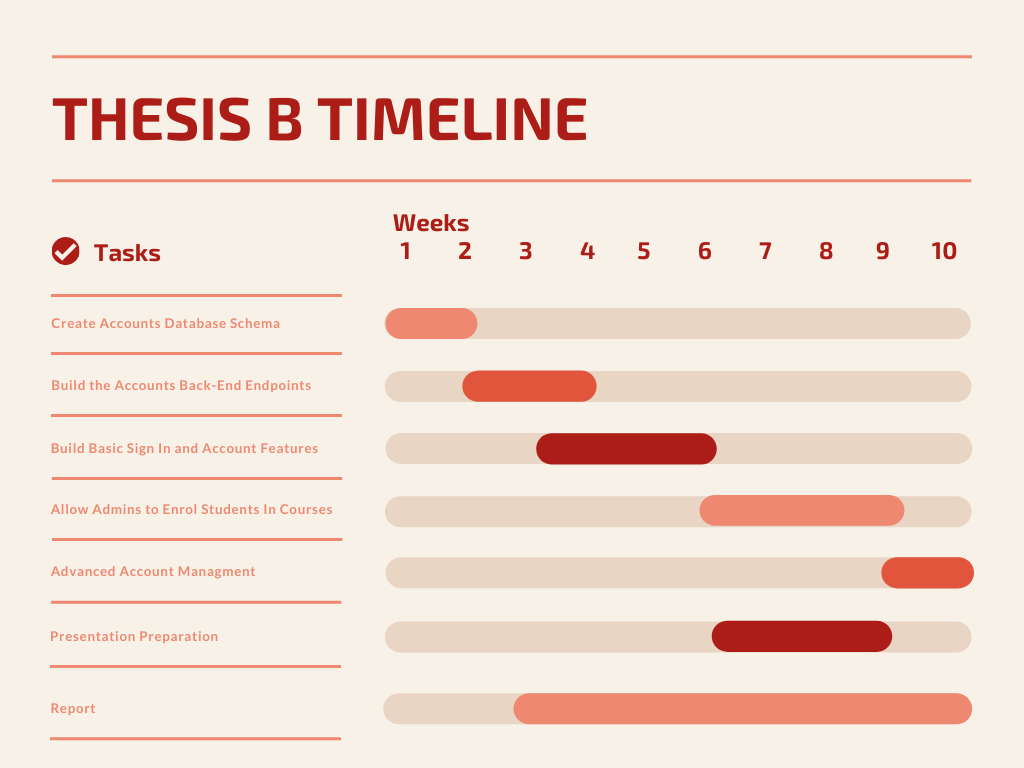 THESIS B TIMELINE
Weeks
Tasks
1 2 3 4 5 6 7 8 9 10
Create Accounts Database Schema
Build the Accounts Back-End Endpoints
Build Basic Sign In and Account Features
Allow Admins to Enrol Students In Courses
Advanced Account Managment
Presentation Preparation
Report